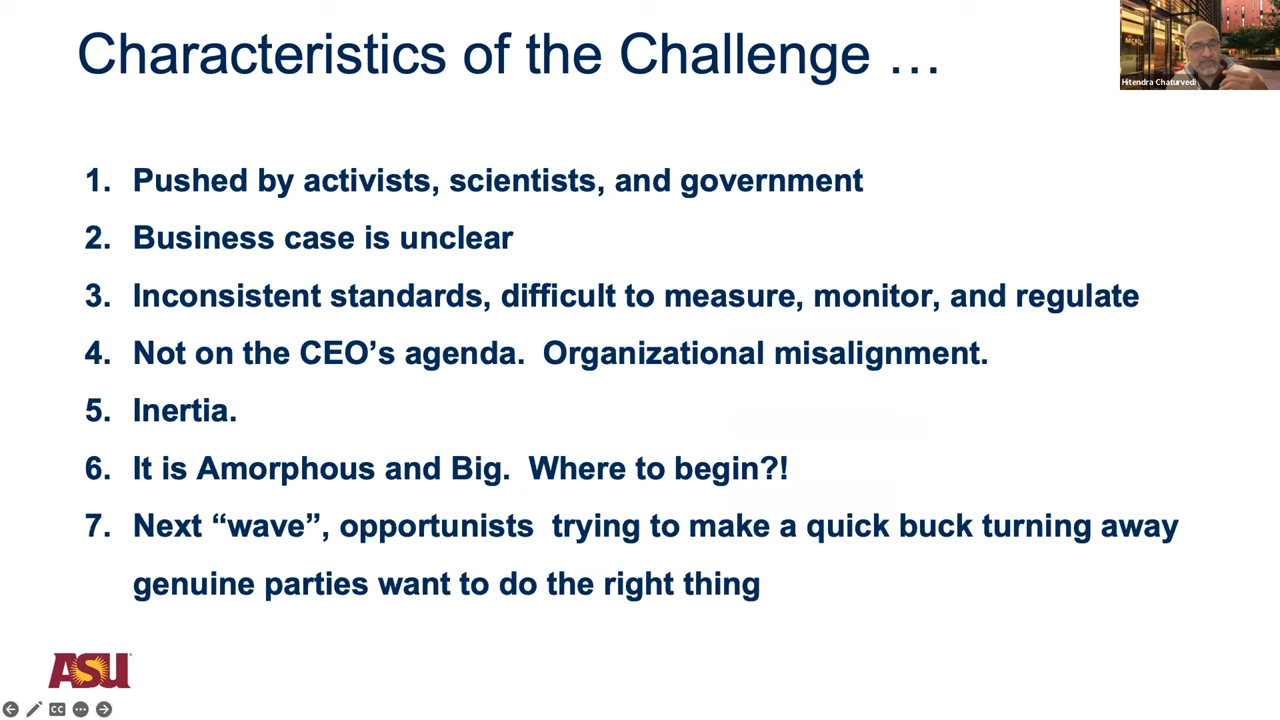 Characteristics of the Challenge …
MCRD
Hitendra Chaturvedi
1. Pushed by activists, scientists, and government
2. Business case is unclear
3. Inconsistent standards, difficult to measure, monitor, and regulate
4. Not on the CEO’s agenda. Organizational misalignment.
5. Inertia.
6. It is Amorphous and Big. Where to begin?!
7. Next “wave”, opportunists trying to make a quick buck turning away
genuine parties want to do the right thing
ASU
CC